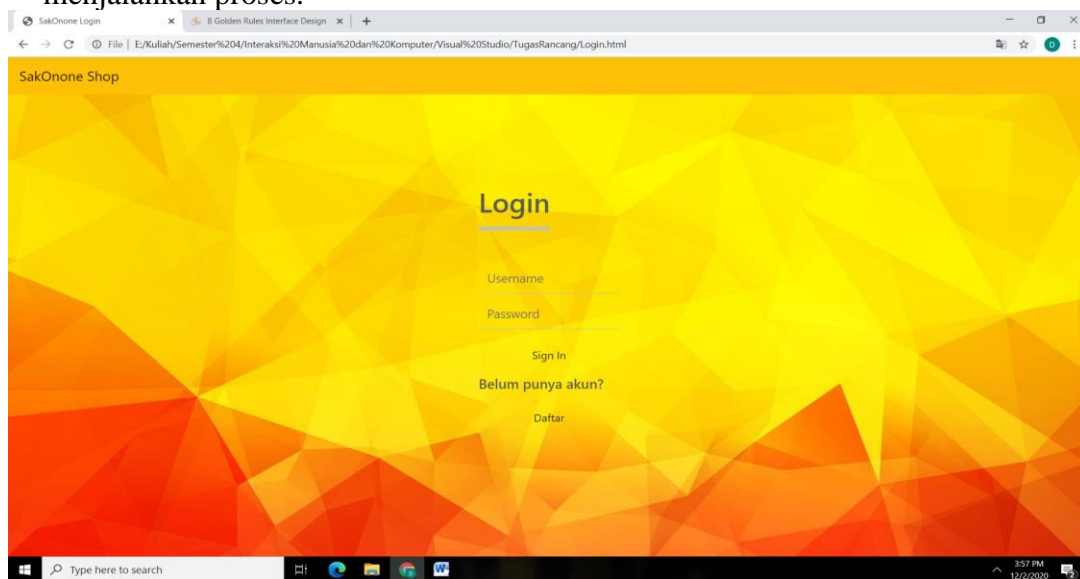 menjalankan proses.
SakOnone Login
8 Golden Rules Interface Design
File | E:/Kuliah/Semester%204/Interaksi%20Manusia%20dan%20Komputer/Visual%20Studio/TugasRancang/Login.html
D
SakOnone Shop
Login
Username
Password
Sign In
Belum punya akun?
Daftar
Type here to search
3:57 PM
12/2/2020